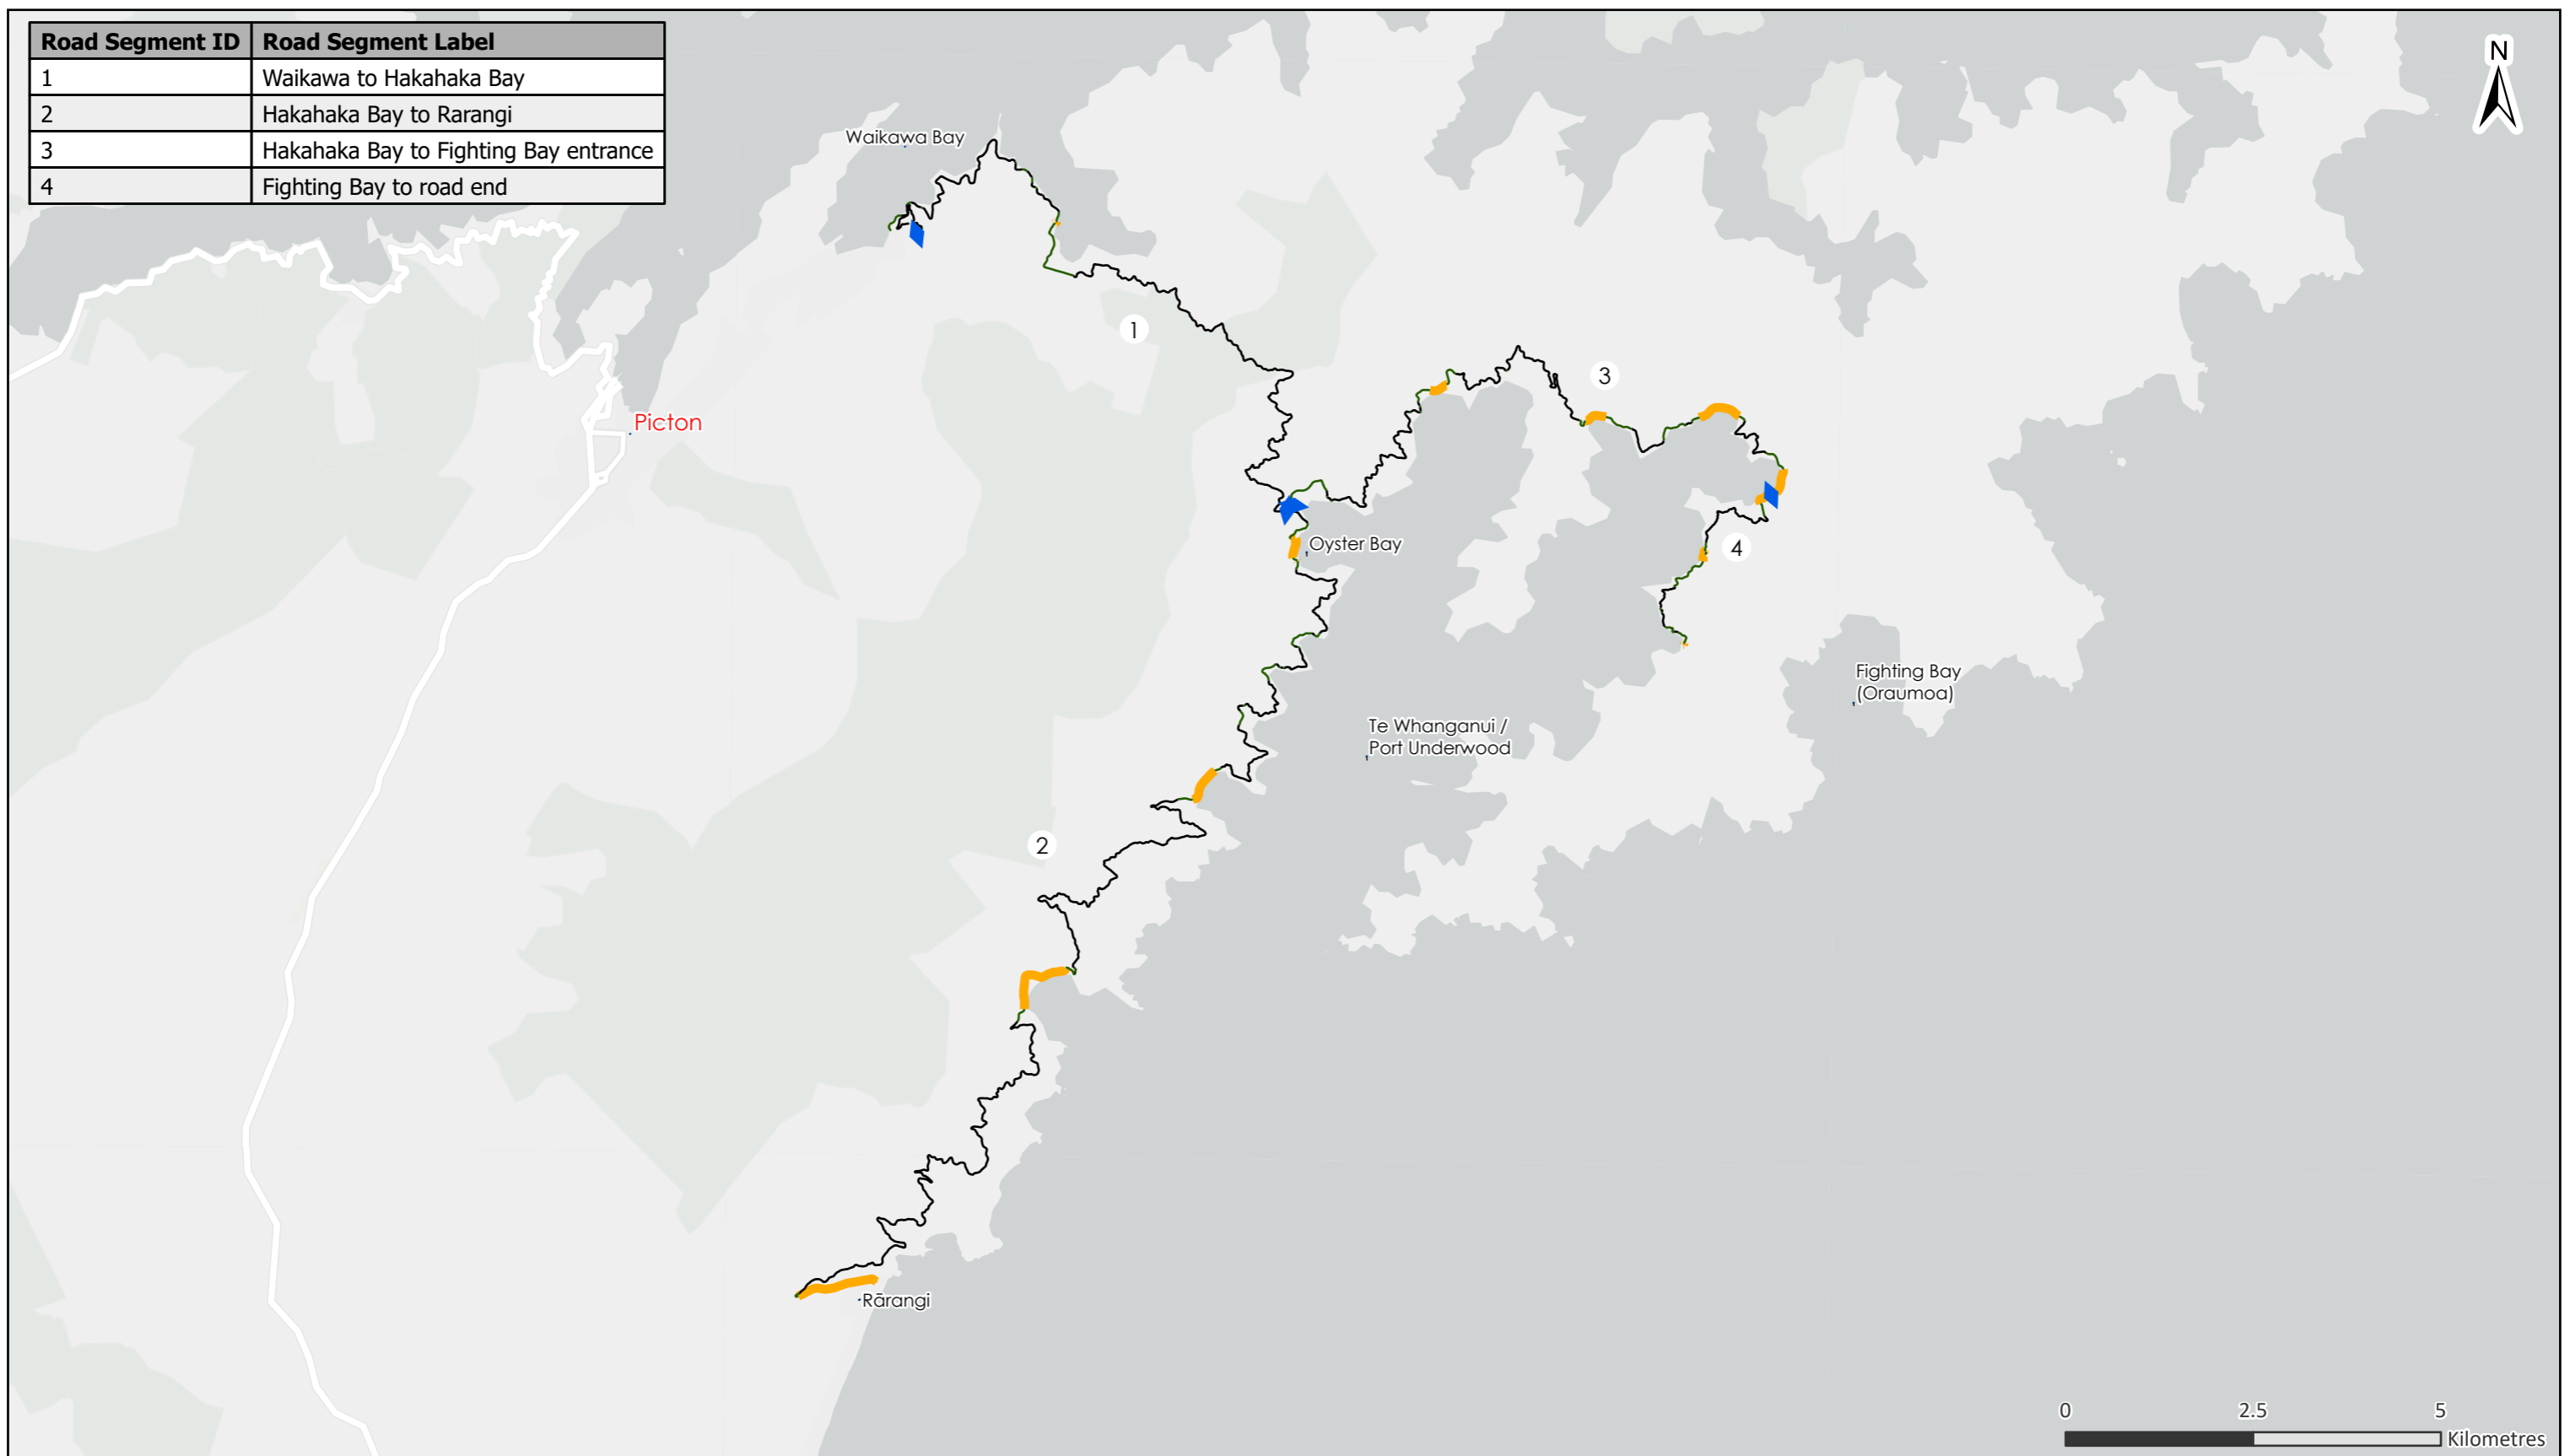 Road Segment ID Road Segment Label
1 Waikawa to Hakahaka Bay
2 Hakahaka Bay to Rarangi
3 Hakahaka Bay to Fighting Bay entrance
4 Fighting Bay to road end
N
Waikawa Bay
1
3
Picton
Oyster Bay
4
Fighting Bay
(Oraumoa)
Te Whanganui /
Port Underwood
2
Rārangi
0 2.5 5
Kilometres